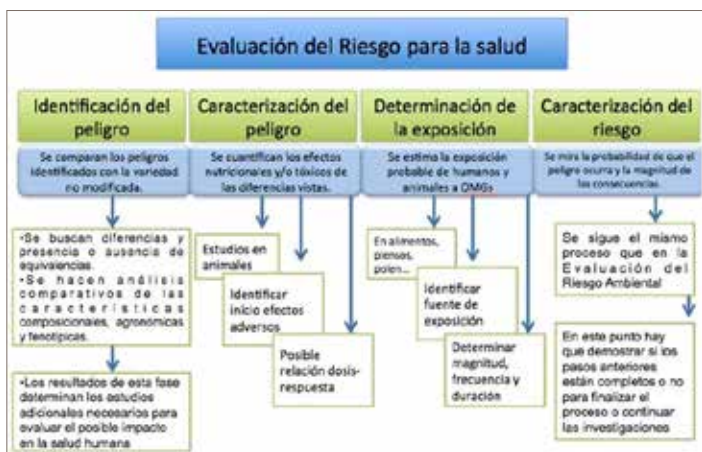 Evaluación del Riesgo para la salud
Identificación del
peligro
Se comparan los peligros
identificados con la variedad
no modificada.
•Se buscan diferencias y
presencia o ausencia de
equivalencias.
•Se hacen análisis
comparativos de las
características
composicionales, agronómicas
y fenotípicas.
•Los resultados de esta fase
determinan los estudios
adicionales necesarios para
evaluar el posible impacto
en la salud humana
Caracterización del
peligro
Se cuantifican los efectos
nutricionales y/o tóxicos de
las diferencias vistas.
Estudios en
animales
Identificar
inicio efectos
adversos
Posible
relación dosis-
respuesta
Determinación de
la exposición
Se estima la exposición
probable de humanos y
animales a OMGs
En alimentos,
piensos,
polen...
Identificar
fuente de
exposición
Determinar
magnitud,
frecuencia y
duración
Caracterización del
riesgo
Se mira la probabilidad de que el
peligro ocurra y la magnitud de
las consecuencias.
Se sigue el mismo
proceso que en la
Evaluación del
Riesgo Ambiental
En este punto hay
que demostrar si los
pasos anteriores
están completos o no
para finalizar el
proceso o continuar
las investigaciones